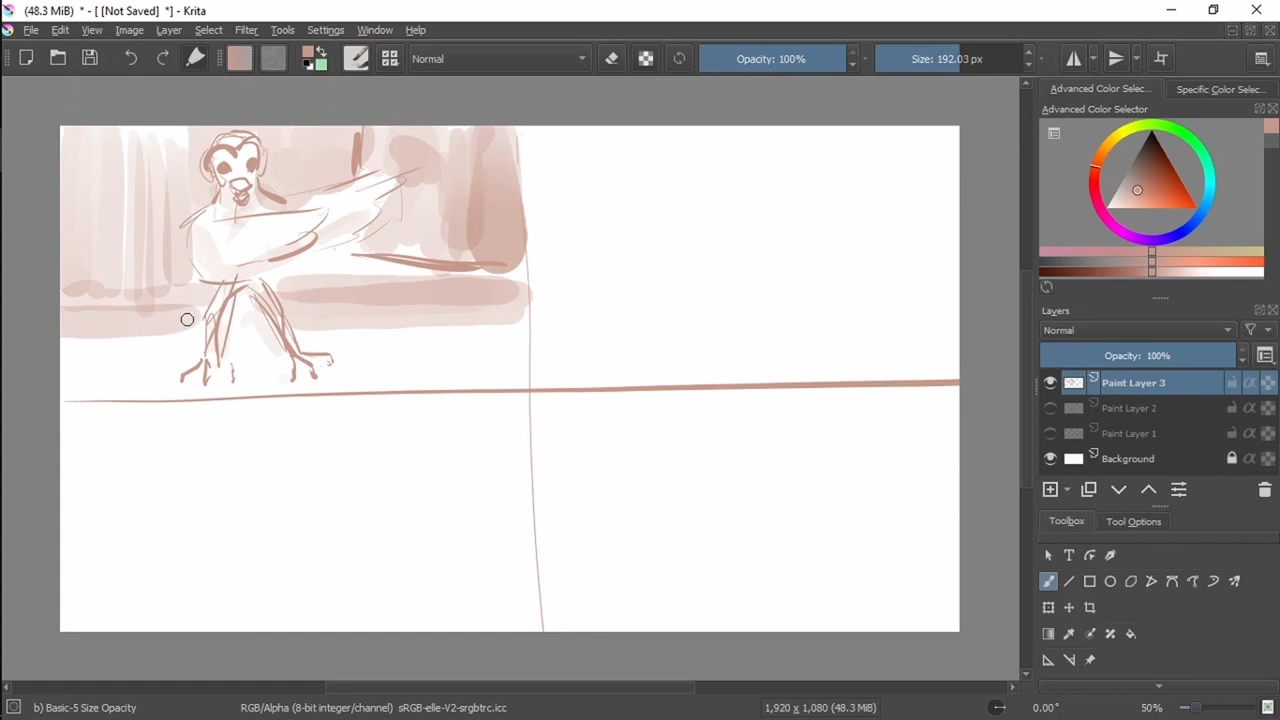 (48.3 MiB) * - [ [Not Saved] *] - Krita
File Edit View Image Layer Select Filter Tools Settings Window Help
Normal Opacity: 100% Size: 192.03 px
Advanced Color Selec... Specific Color Selec...
Advanced Color Selector
Layers
Normal
Opacity: 100%
Paint Layer 3
Paint Layer 2
Paint Layer 1
Background
Toolbox Tool Options
b) Basic-5 Size Opacity RGB/Alpha (8-bit integer/channel) sRGB-elle-V2-srgbtrc.icc 1,920 x 1,080 (48.3 MiB) 0.00° 50%